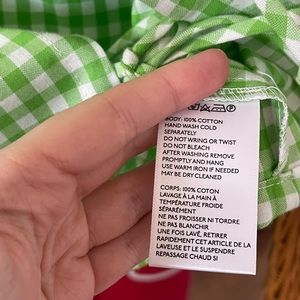 BODY: 100% COTTON
HAND WASH COLD
SEPARATELY
DO NOT WRING OR TWIST
DO NOT BLEACH
AFTER WASHING REMOVE
PROMPTLY AND HANG
USE WARM IRON IF NEEDED
MAY BE DRY CLEANED
CORPS: 100% COTON
LAVAGE À LA MAIN À
TEMPÉRATURE FROIDE
SÉPARÉMENT
NE PAS FROISSER NI TORDRE
NE PAS BLANCHIR
UNE FOIS LAVÉ, RETIRER
RAPIDEMENT CET ARTICLE DE LA
LAVEUSE ET LE SUSPENDRE
REPASSAGE CHAUD SI